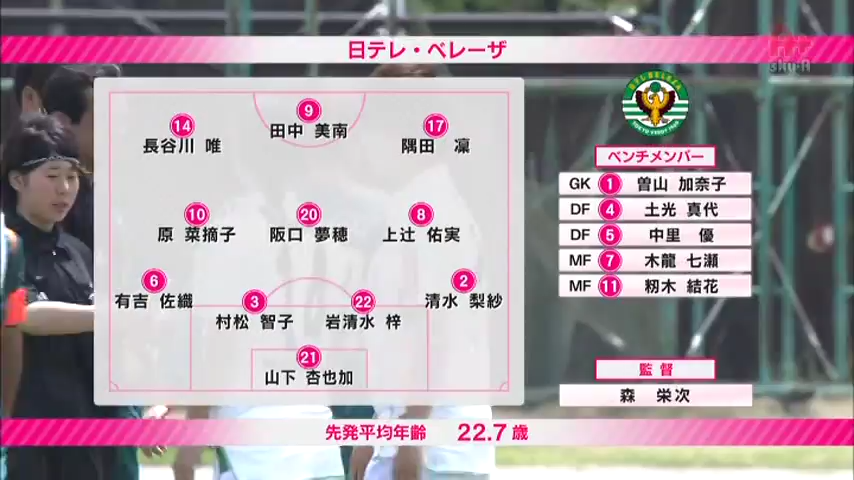 日テレ・ベレーザ
sky・A
9
田中 美南
14
長谷川 唯
17
隅田 凜
10
原 菜摘子
20
阪口 夢穂
8
上辻 佑実
6
有吉 佐織
3
村松 智子
22
岩清水 梓
2
清水 梨紗
21
山下 杏也加
ベンチメンバー
GK 1 曽山 加奈子
DF 4 土光 真代
DF 5 中里 優
MF 7 木龍 七瀬
MF 11 籾木 結花
監督
森 栄次
先発平均年齢 22.7歳